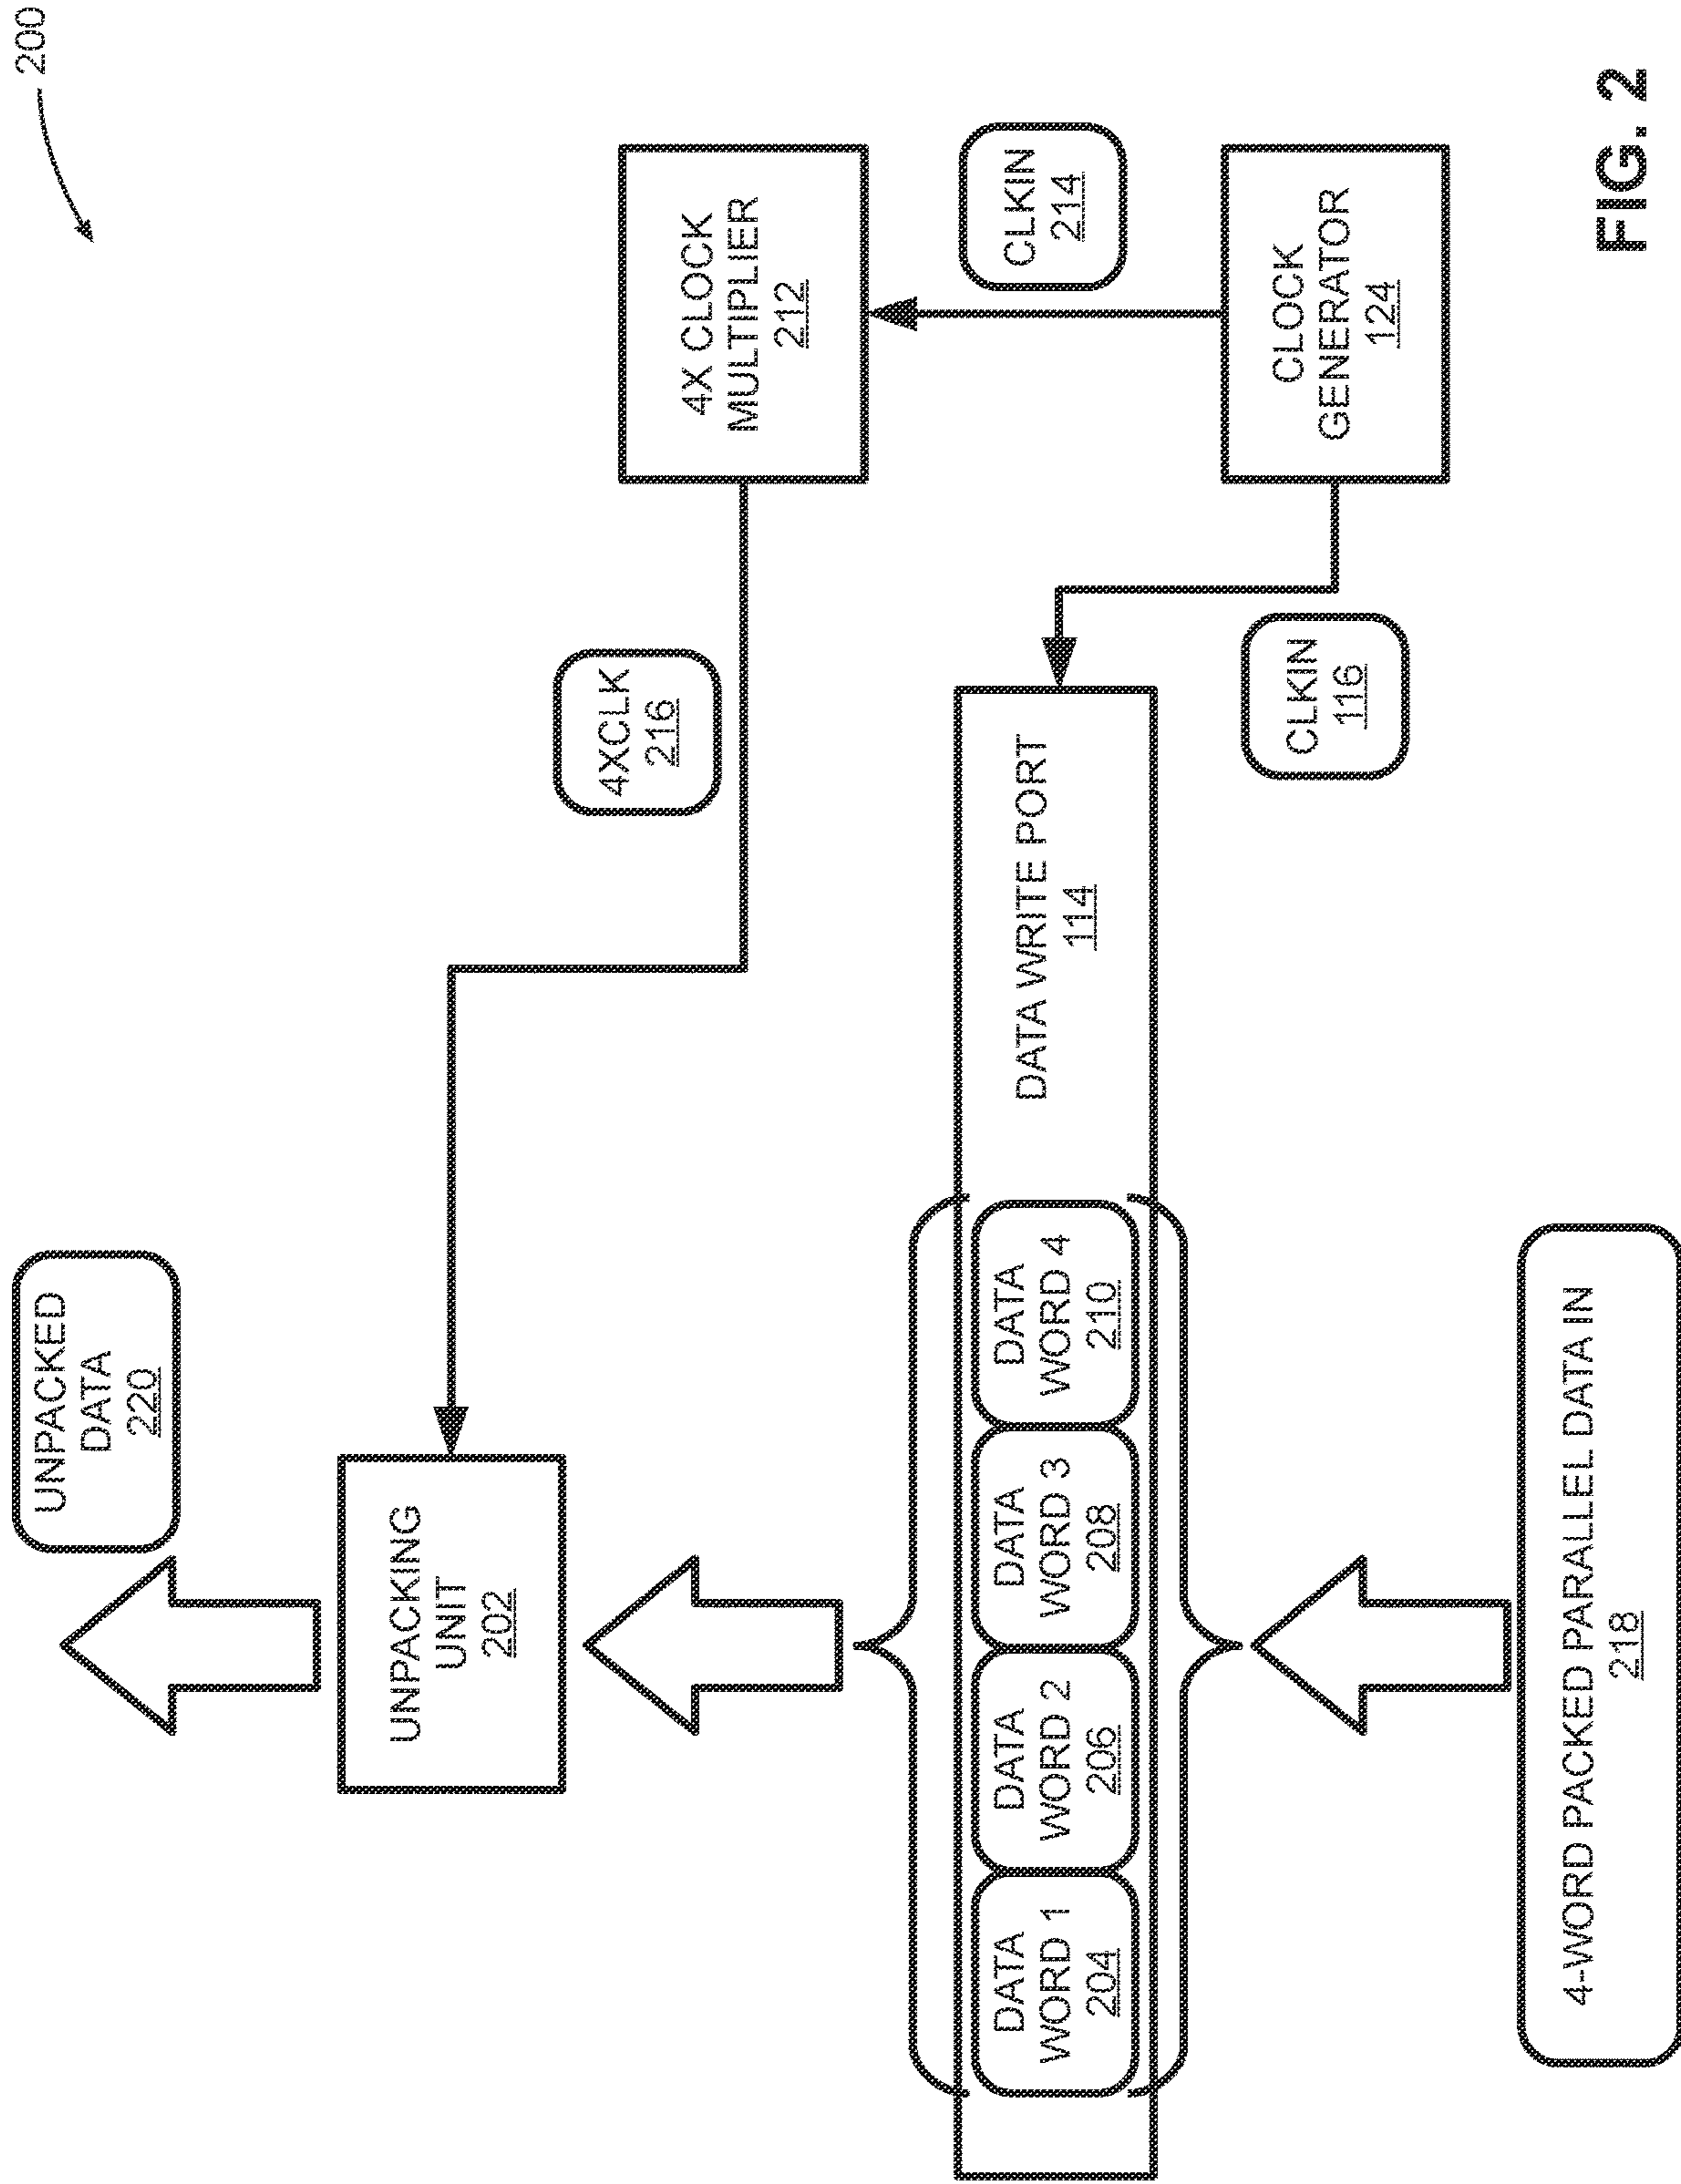 200
UNPACKED
DATA
220
UNPACKING
UNIT
202
4XCLK
216
4X CLOCK
MULTIPLIER
212
DATA
WORD 1
204
DATA
WORD 2
206
DATA
WORD 3
208
DATA
WORD 4
210
DATA WRITE PORT
114
CLKIN
214
CLKIN
116
CLOCK
GENERATOR
124
4-WORD PACKED PARALLEL DATA IN
218
FIG. 2